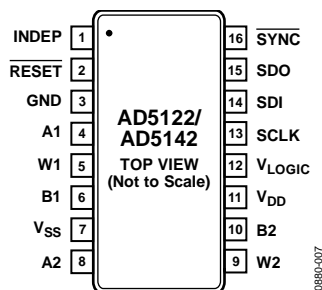 INDEP 1
RESET 2
GND 3
A1 4
W1 5
B1 6
VSS 7
A2 8
AD5122/
AD5142
TOP VIEW
(Not to Scale)
16 SYNC
15 SDO
14 SDI
13 SCLK
12 VLOGIC
11 VDD
10 B2
9 W2
0880-007